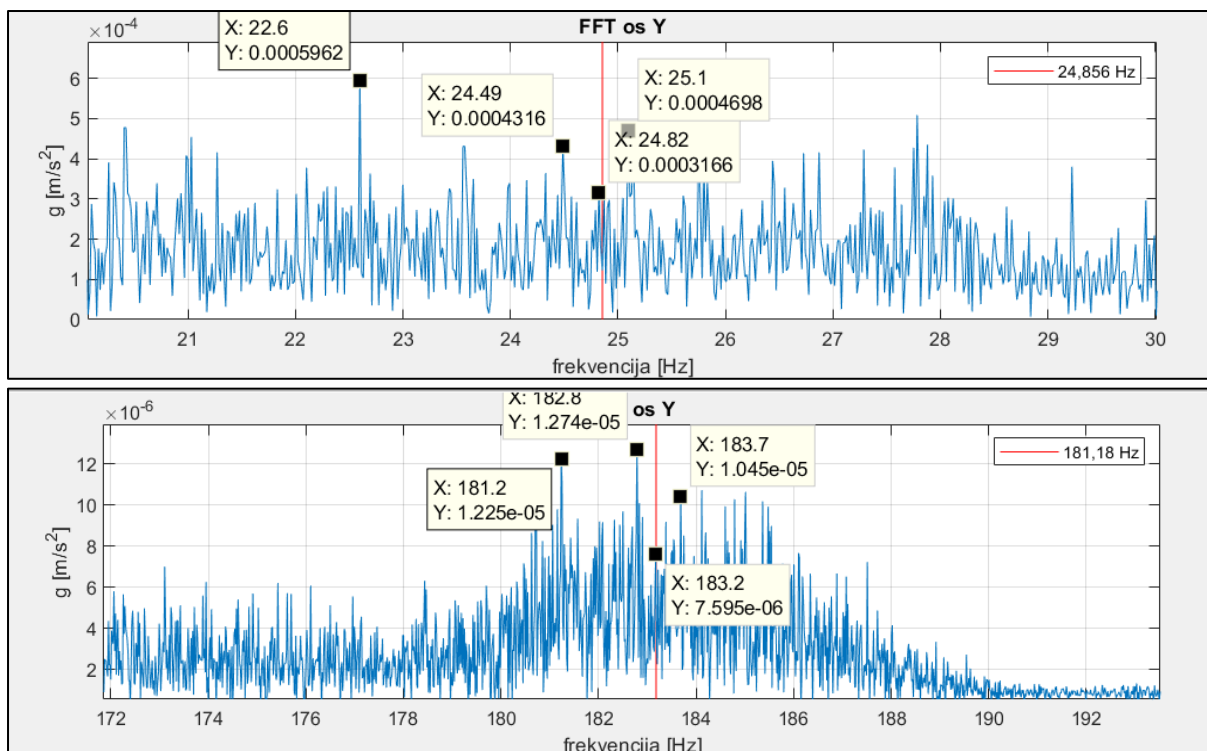 FFT os Y
×10^-4
X: 22.6
Y: 0.0005962
X: 24.49
Y: 0.0004316
X: 25.1
Y: 0.0004698
X: 24.82
Y: 0.0003166
24,856 Hz
g [m/s^2]
6
5
4
3
2
1
0
21 22 23 24 25 26 27 28 29 30
frekvencija [Hz]
os Y
×10^-6
X: 182.8
Y: 1.274e-05
X: 183.7
Y: 1.045e-05
X: 181.2
Y: 1.225e-05
X: 183.2
Y: 7.595e-06
181,18 Hz
g [m/s^2]
12
10
8
6
4
2
172 174 176 178 180 182 184 186 188 190 192
frekvencija [Hz]